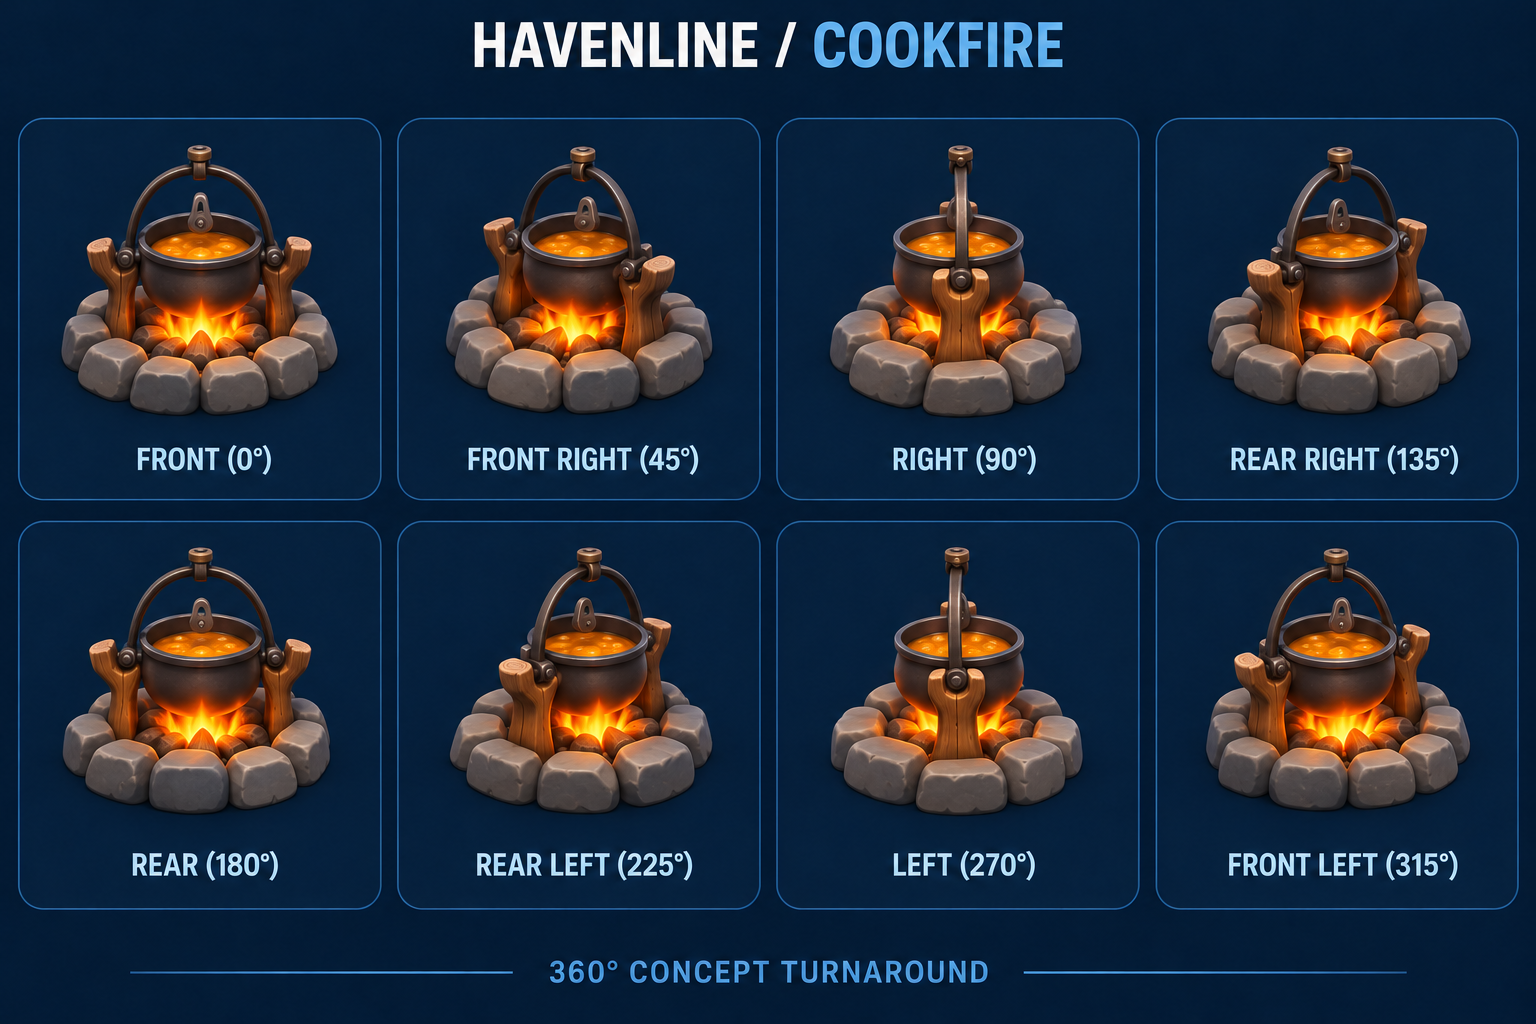 HAVENLINE / COOKFIRE
FRONT (0°)
FRONT RIGHT (45°)
RIGHT (90°)
REAR RIGHT (135°)
REAR (180°)
REAR LEFT (225°)
LEFT (270°)
FRONT LEFT (315°)
360° CONCEPT TURNAROUND